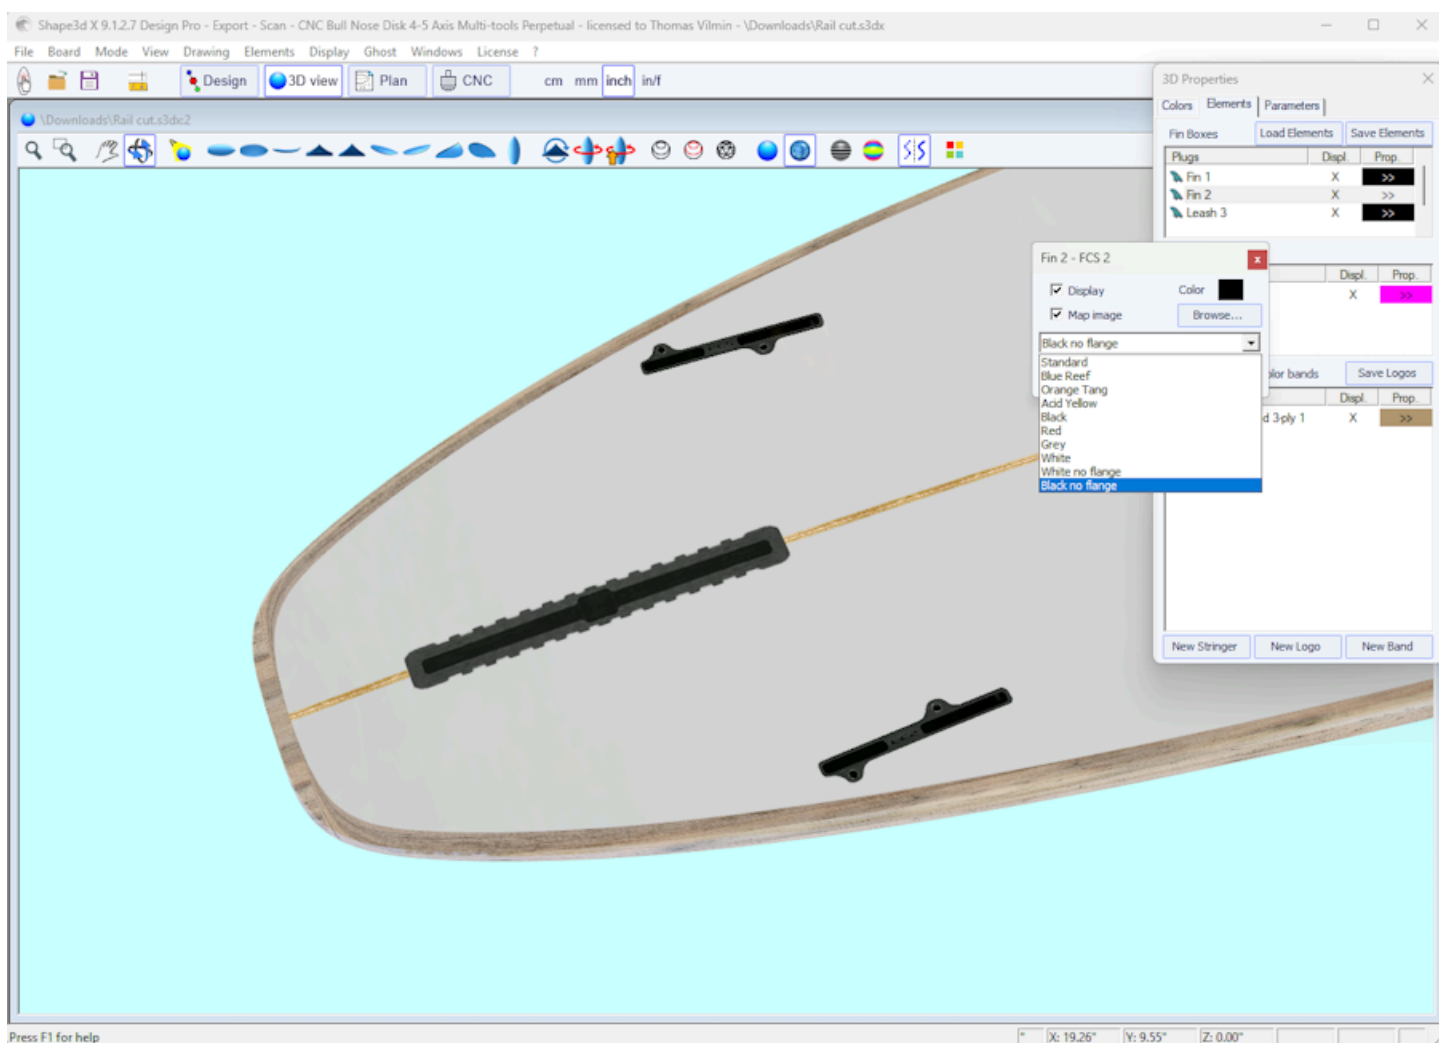 Shape3d X 9.1.2.7 Design Pro - Export - Scan - CNC Bull Nose Disk 4-5 Axis Multi-tools Perpetual - licensed to Thomas Vilmin - \Downloads\Rail cut.s3dx
File Board Mode View Drawing Elements Display Ghost Windows License ?
Design 3D view Plan CNC cm mm inch in/f
\Downloads\Rail cut.s3dx:2
3D Properties
Colors Elements Parameters
Fin Boxes Load Elements Save Elements
Plugs Displ. Prop.
Fin 1 X >>
Fin 2 X >>
Leash 3 X >>
Fin 2 - FCS 2 x
Displ. Prop.
Display Color
X >>
Map image Browse...
Black no flange
Standard
Blue Reef
Orange Tang
Acid Yellow
Black
Red
Grey
White
White no flange
Black no flange
olor bands Save Logos
Displ. Prop.
d 3-ply 1 X >>
New Stringer New Logo New Band
Press F1 for help " X: 19.26" Y: 9.55" Z: 0.00"